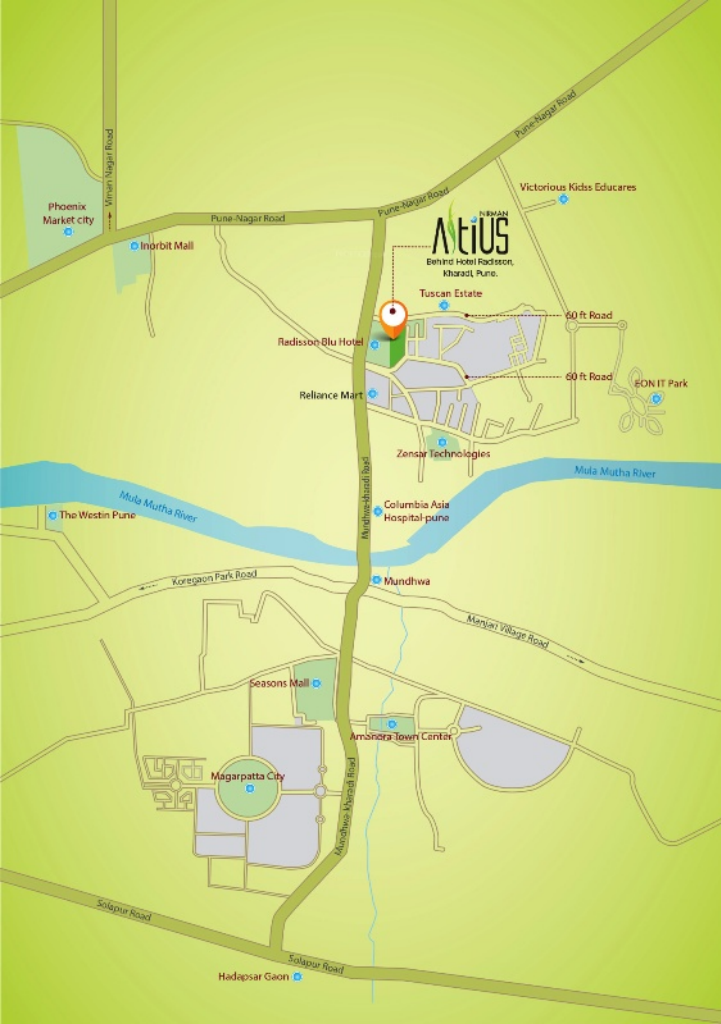 Pune-Nagar Road
Viman Nagar Road
Victorious Kidss Educares
Phoenix
Market city
Pune-Nagar Road
Pune-Nagar Road
NIRMAN
AltiUS
Behind Hotel Radisson,
Kharadi, Pune.
Inorbit Mall
Tuscan Estate
60 ft Road
Radisson Blu Hotel
60 ft Road
EON IT Park
Reliance Mart
Zensar Technologies
Mundhwa-kharadi Road
Mula Mutha River
Mula Mutha River
Columbia Asia
Hospital-pune
The Westin Pune
Koregaon Park Road
Mundhwa
Manjari Village Road
Seasons Mall
Amanora Town Center
Magarpatta City
Mundhwa-kharadi Road
Solapur Road
Solapur Road
Hadapsar Gaon